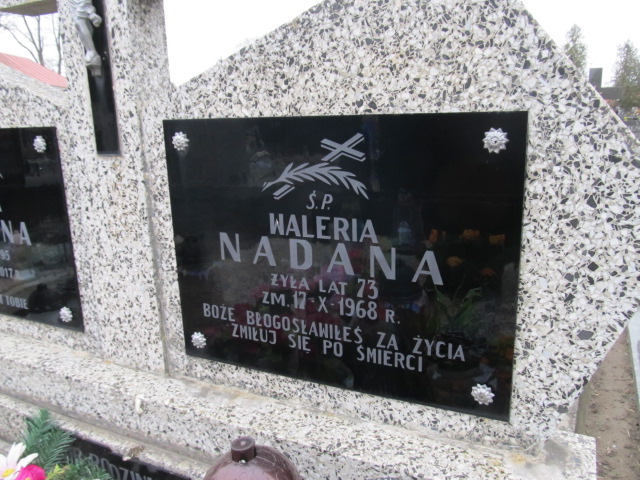 Ś.P.
WALERIA
NADANA
ŻYŁA LAT 73
ZM. 17-X-1968 R.
BOŻE BŁOGOSŁAWIŁEŚ ZA ŻYCIA
ZMIŁUJ SIĘ PO ŚMIERCI